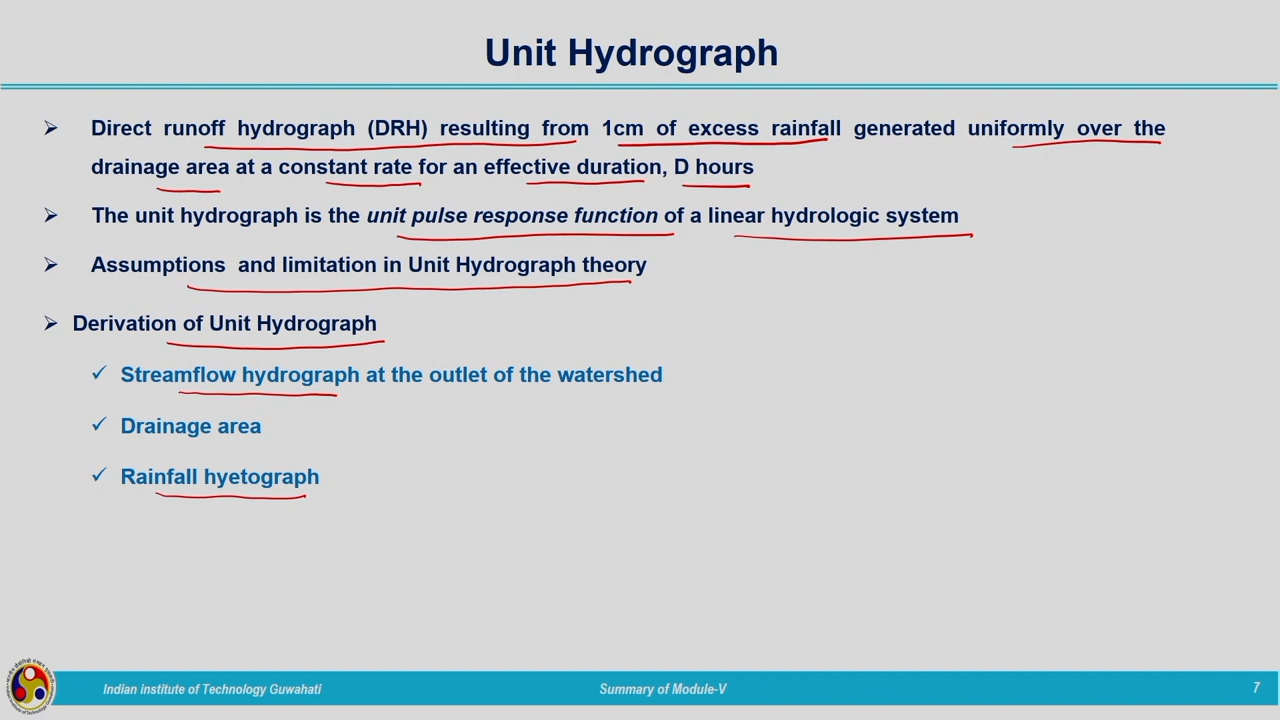 Unit Hydrograph
➢ Direct runoff hydrograph (DRH) resulting from 1cm of excess rainfall generated uniformly over the
drainage area at a constant rate for an effective duration, D hours
➢ The unit hydrograph is the unit pulse response function of a linear hydrologic system
➢ Assumptions and limitation in Unit Hydrograph theory
➢ Derivation of Unit Hydrograph
✓ Streamflow hydrograph at the outlet of the watershed
✓ Drainage area
✓ Rainfall hyetograph
Indian institute of Technology Guwahati Summary of Module-V 7